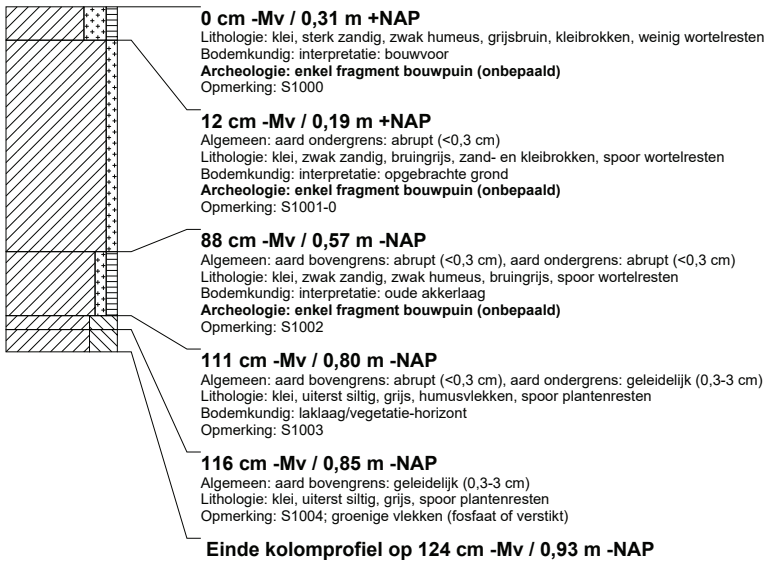 0 cm -Mv / 0,31 m +NAP
Lithologie: klei, sterk zandig, zwak humeus, grijsbruin, kleibrokken, weinig wortelresten
Bodemkundig: interpretatie: bouwvoor
Archeologie: enkel fragment bouwpuin (onbepaald)
Opmerking: S1000
12 cm -Mv / 0,19 m +NAP
Algemeen: aard ondergrens: abrupt (<0,3 cm)
Lithologie: klei, zwak zandig, bruingrijs, zand- en kleibrokken, spoor wortelresten
Bodemkundig: interpretatie: opgebrachte grond
Archeologie: enkel fragment bouwpuin (onbepaald)
Opmerking: S1001-0
88 cm -Mv / 0,57 m -NAP
Algemeen: aard bovengrens: abrupt (<0,3 cm), aard ondergrens: abrupt (<0,3 cm)
Lithologie: klei, zwak zandig, zwak humeus, bruingrijs, spoor wortelresten
Bodemkundig: interpretatie: oude akkerlaag
Archeologie: enkel fragment bouwpuin (onbepaald)
Opmerking: S1002
111 cm -Mv / 0,80 m -NAP
Algemeen: aard bovengrens: abrupt (<0,3 cm), aard ondergrens: geleidelijk (0,3-3 cm)
Lithologie: klei, uiterst siltig, grijs, humusvlekken, spoor plantenresten
Bodemkundig: laklaag/vegetatie-horizont
Opmerking: S1003
116 cm -Mv / 0,85 m -NAP
Algemeen: aard bovengrens: geleidelijk (0,3-3 cm)
Lithologie: klei, uiterst siltig, grijs, spoor plantenresten
Opmerking: S1004; groenige vlekken (fosfaat of verstikt)
Einde kolomprofiel op 124 cm -Mv / 0,93 m -NAP